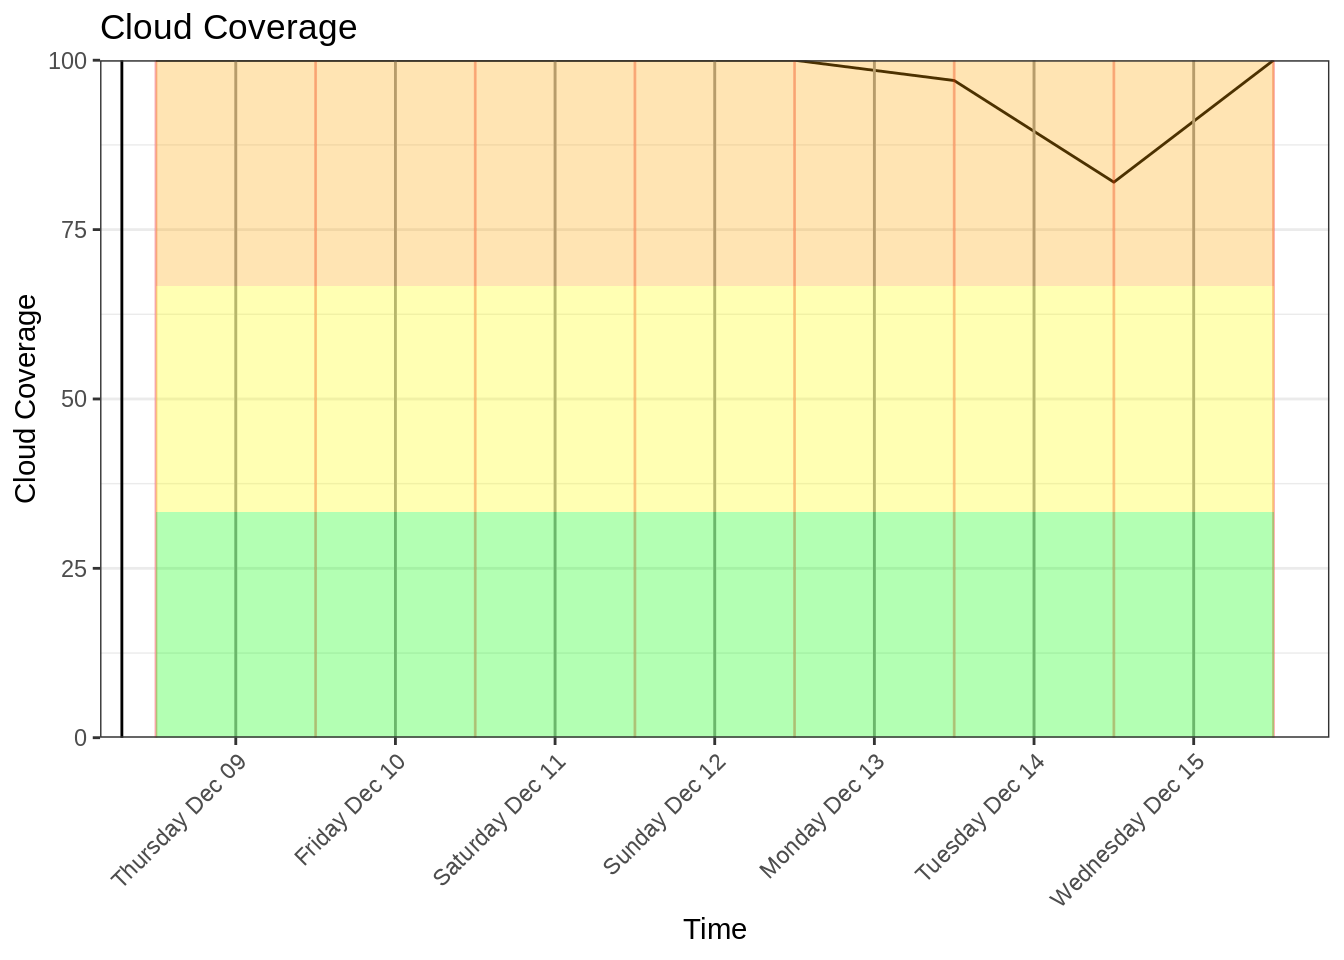 Cloud Coverage
Cloud Coverage
100
75
50
25
0
Thursday Dec 09
Friday Dec 10
Saturday Dec 11
Sunday Dec 12
Monday Dec 13
Tuesday Dec 14
Wednesday Dec 15
Time